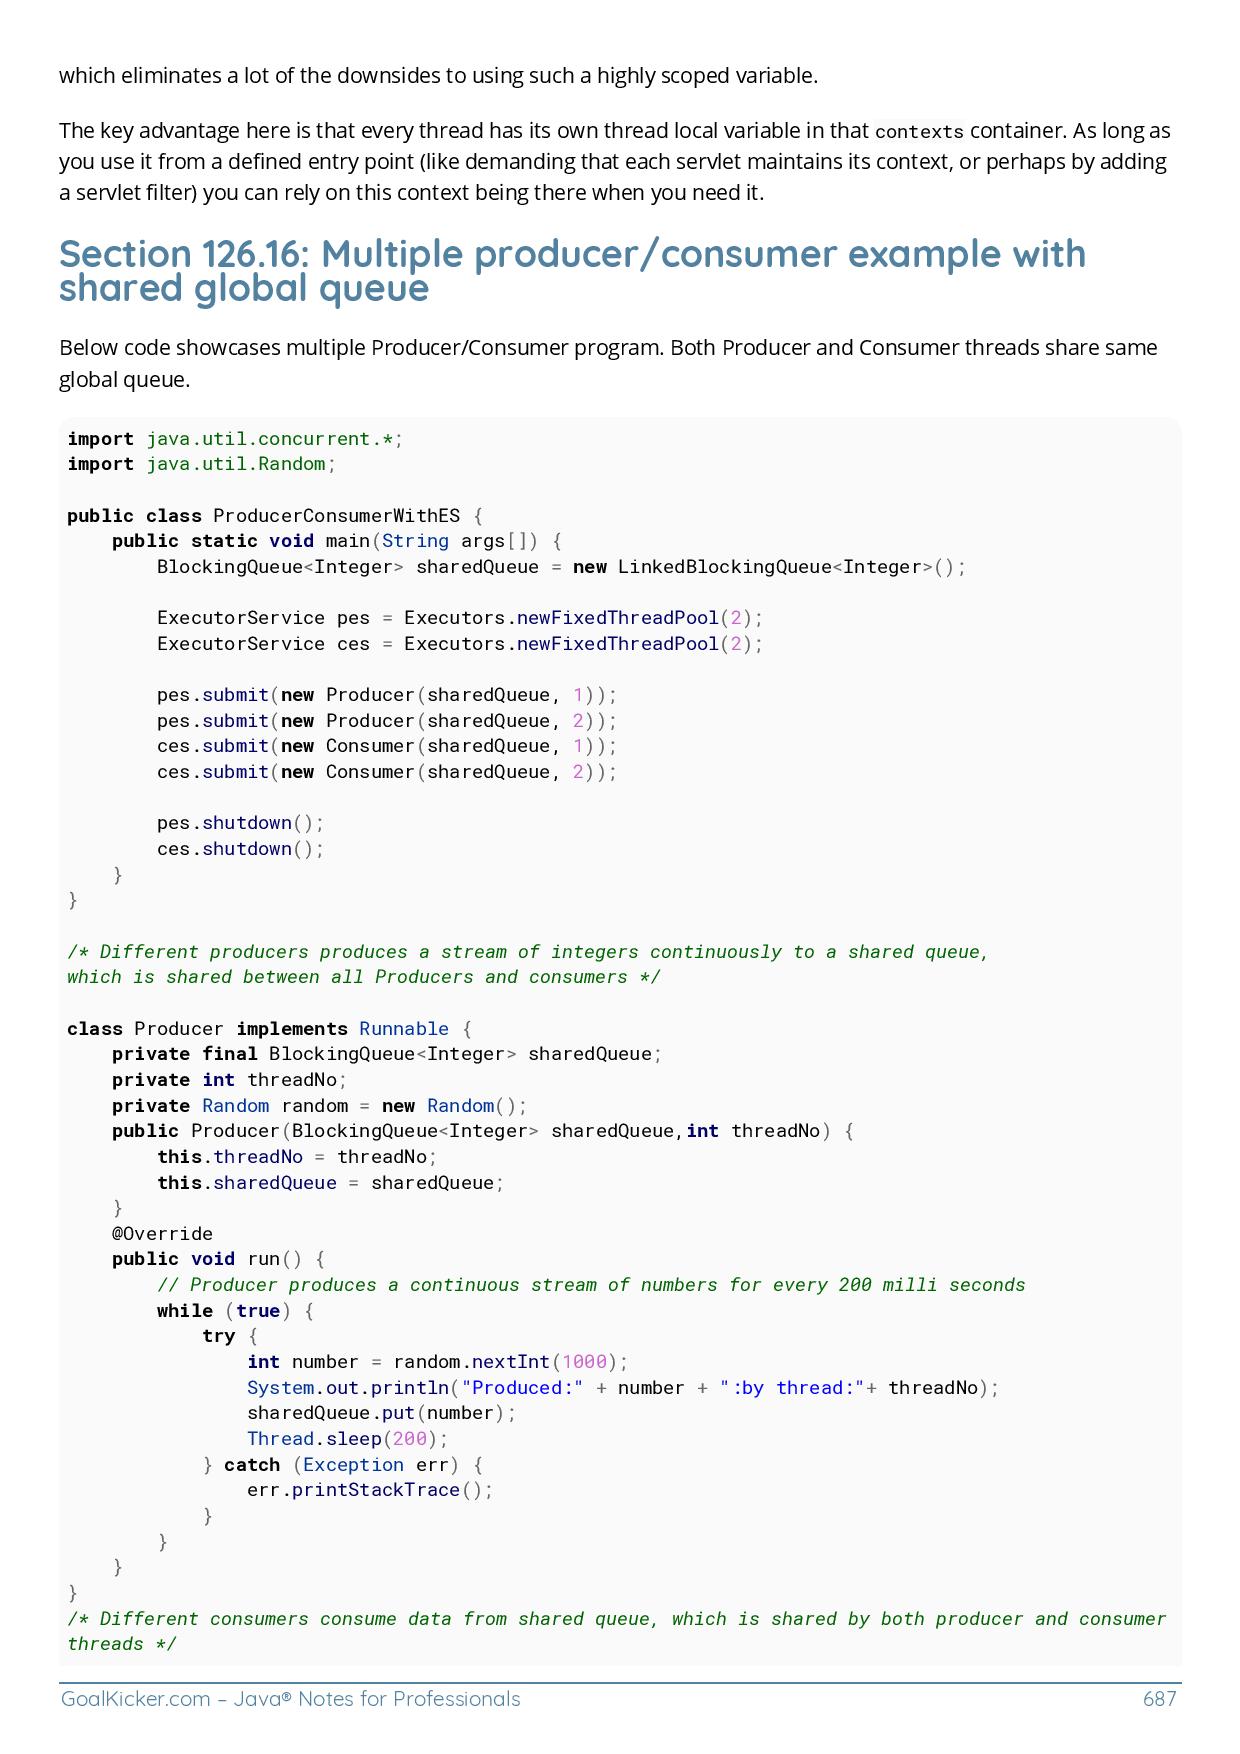 which eliminates a lot of the downsides to using such a highly scoped variable.
The key advantage here is that every thread has its own thread local variable in that contexts container. As long as
you use it from a defined entry point (like demanding that each servlet maintains its context, or perhaps by adding
a servlet filter) you can rely on this context being there when you need it.
Section 126.16: Multiple producer/consumer example with
shared global queue
Below code showcases multiple Producer/Consumer program. Both Producer and Consumer threads share same
global queue.
import java.util.concurrent.*;
import java.util.Random;

public class ProducerConsumerWithES {
    public static void main(String args[]) {
        BlockingQueue<Integer> sharedQueue = new LinkedBlockingQueue<Integer>();

        ExecutorService pes = Executors.newFixedThreadPool(2);
        ExecutorService ces = Executors.newFixedThreadPool(2);

        pes.submit(new Producer(sharedQueue, 1));
        pes.submit(new Producer(sharedQueue, 2));
        ces.submit(new Consumer(sharedQueue, 1));
        ces.submit(new Consumer(sharedQueue, 2));

        pes.shutdown();
        ces.shutdown();
    }
}

/* Different producers produces a stream of integers continuously to a shared queue,
which is shared between all Producers and consumers */

class Producer implements Runnable {
    private final BlockingQueue<Integer> sharedQueue;
    private int threadNo;
    private Random random = new Random();
    public Producer(BlockingQueue<Integer> sharedQueue,int threadNo) {
        this.threadNo = threadNo;
        this.sharedQueue = sharedQueue;
    }
    @Override
    public void run() {
        // Producer produces a continuous stream of numbers for every 200 milli seconds
        while (true) {
            try {
                int number = random.nextInt(1000);
                System.out.println("Produced:" + number + ":by thread:"+ threadNo);
                sharedQueue.put(number);
                Thread.sleep(200);
            } catch (Exception err) {
                err.printStackTrace();
            }
        }
    }
}
/* Different consumers consume data from shared queue, which is shared by both producer and consumer
threads */
GoalKicker.com – Java® Notes for Professionals
687